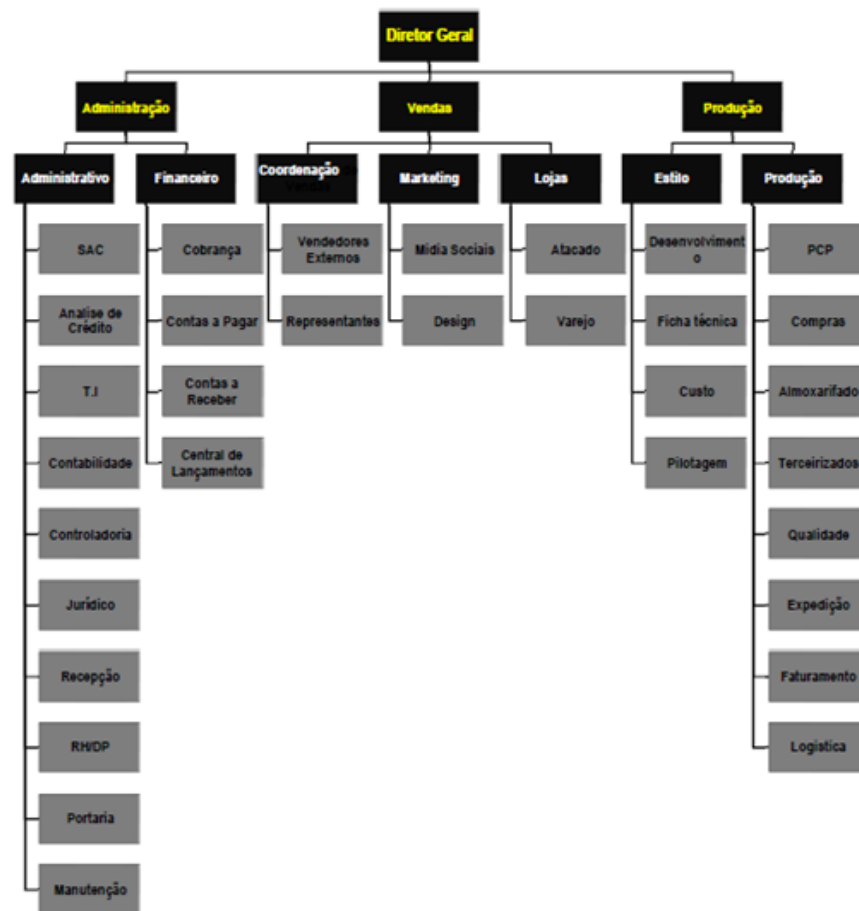 Diretor Geral
Administração
Vendas
Produção
Administrativo
Financeiro
Coordenação
Vendas
Marketing
Lojas
Estilo
Produção
SAC
Cobrança
Vendedores
Externos
Mídia Sociais
Atacado
Desenvolviment
o
PCP
Analise de
Crédito
Contas a Pagar
Representantes
Design
Varejo
Ficha técnica
Compras
T.I
Contas a
Receber
Custo
Almoxarifado
Contabilidade
Central de
Lançamentos
Pilotagem
Terceirizados
Controladoria
Qualidade
Jurídico
Expedição
Recepção
Faturamento
RH/DP
Logistica
Portaria
Manutenção